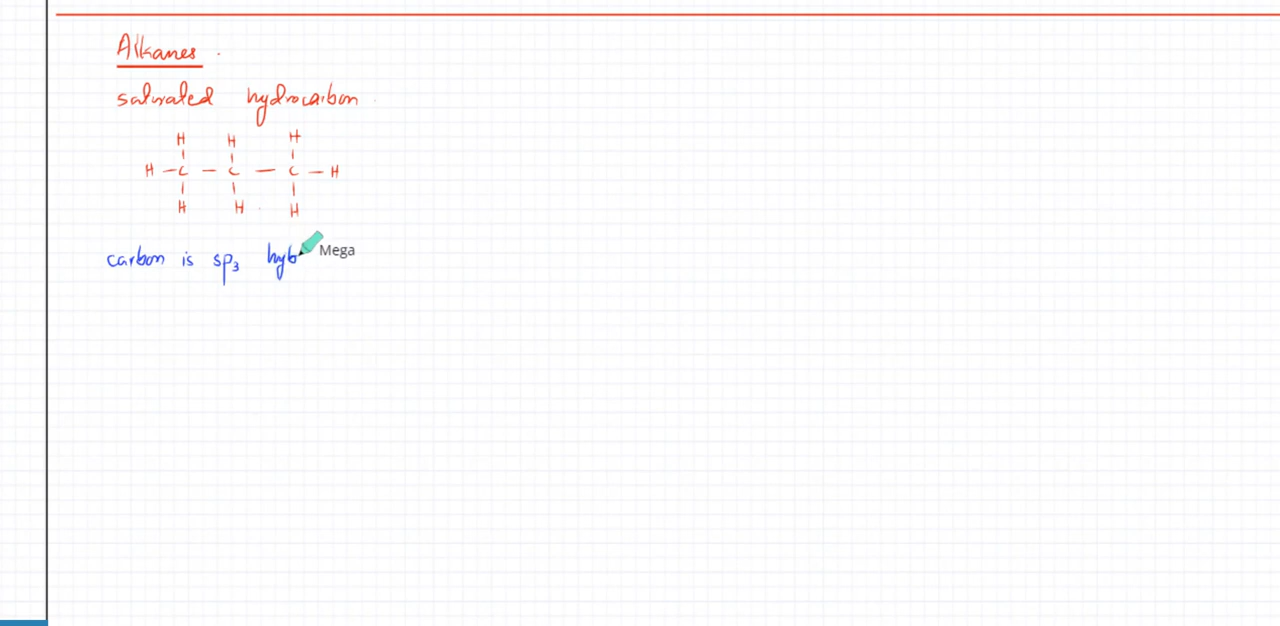 Alkanes.
saturated hydrocarbon.
H H H
H - C - C - C - H
H H H
carbon is sp₃ hyb Mega